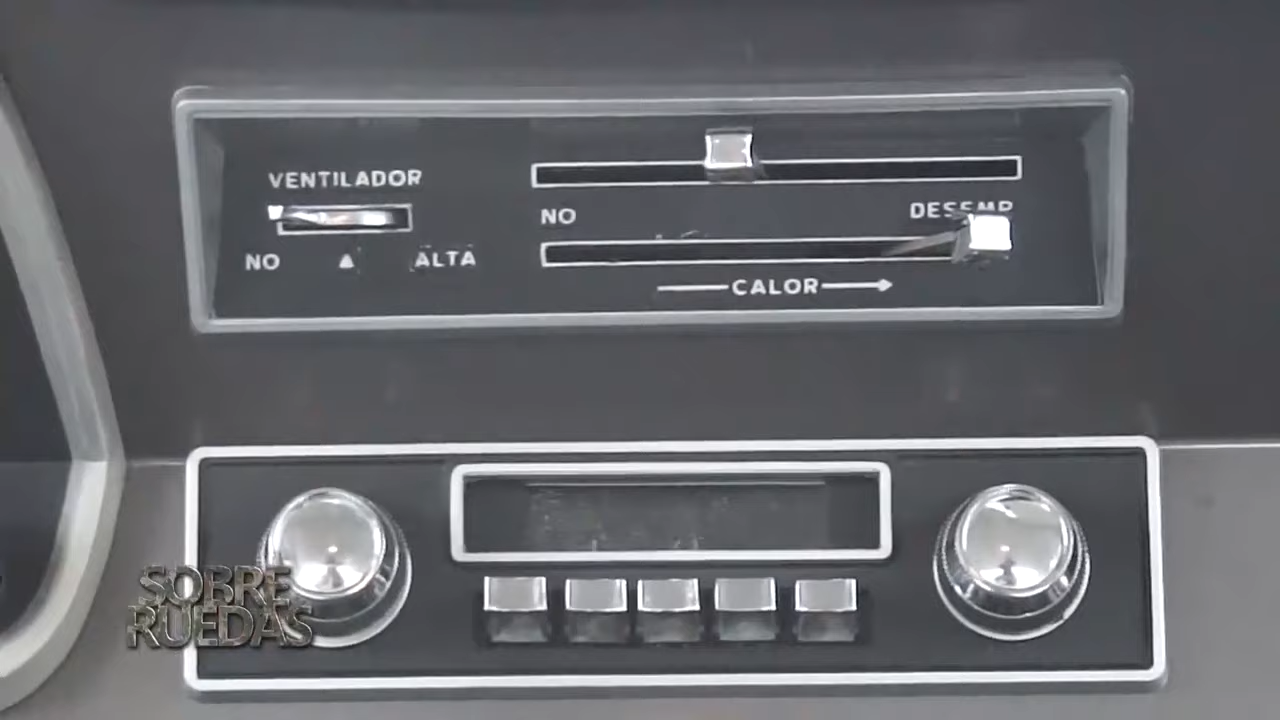 VENTILADOR
NO ▲ ALTA
NO DESEMP
CALOR
SOBRE
RUEDAS